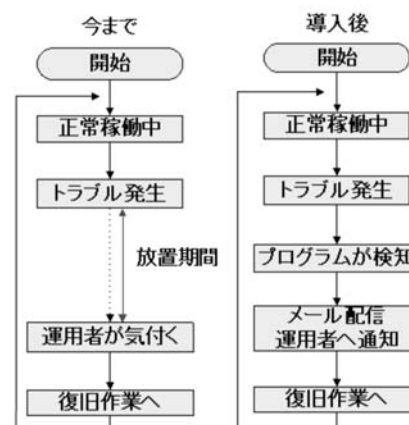 今まで
開始
正常稼働中
トラブル発生
放置期間
運用者が気付く
復旧作業へ
導入後
開始
正常稼働中
トラブル発生
プログラムが検知
メール配信
運用者へ通知
復旧作業へ